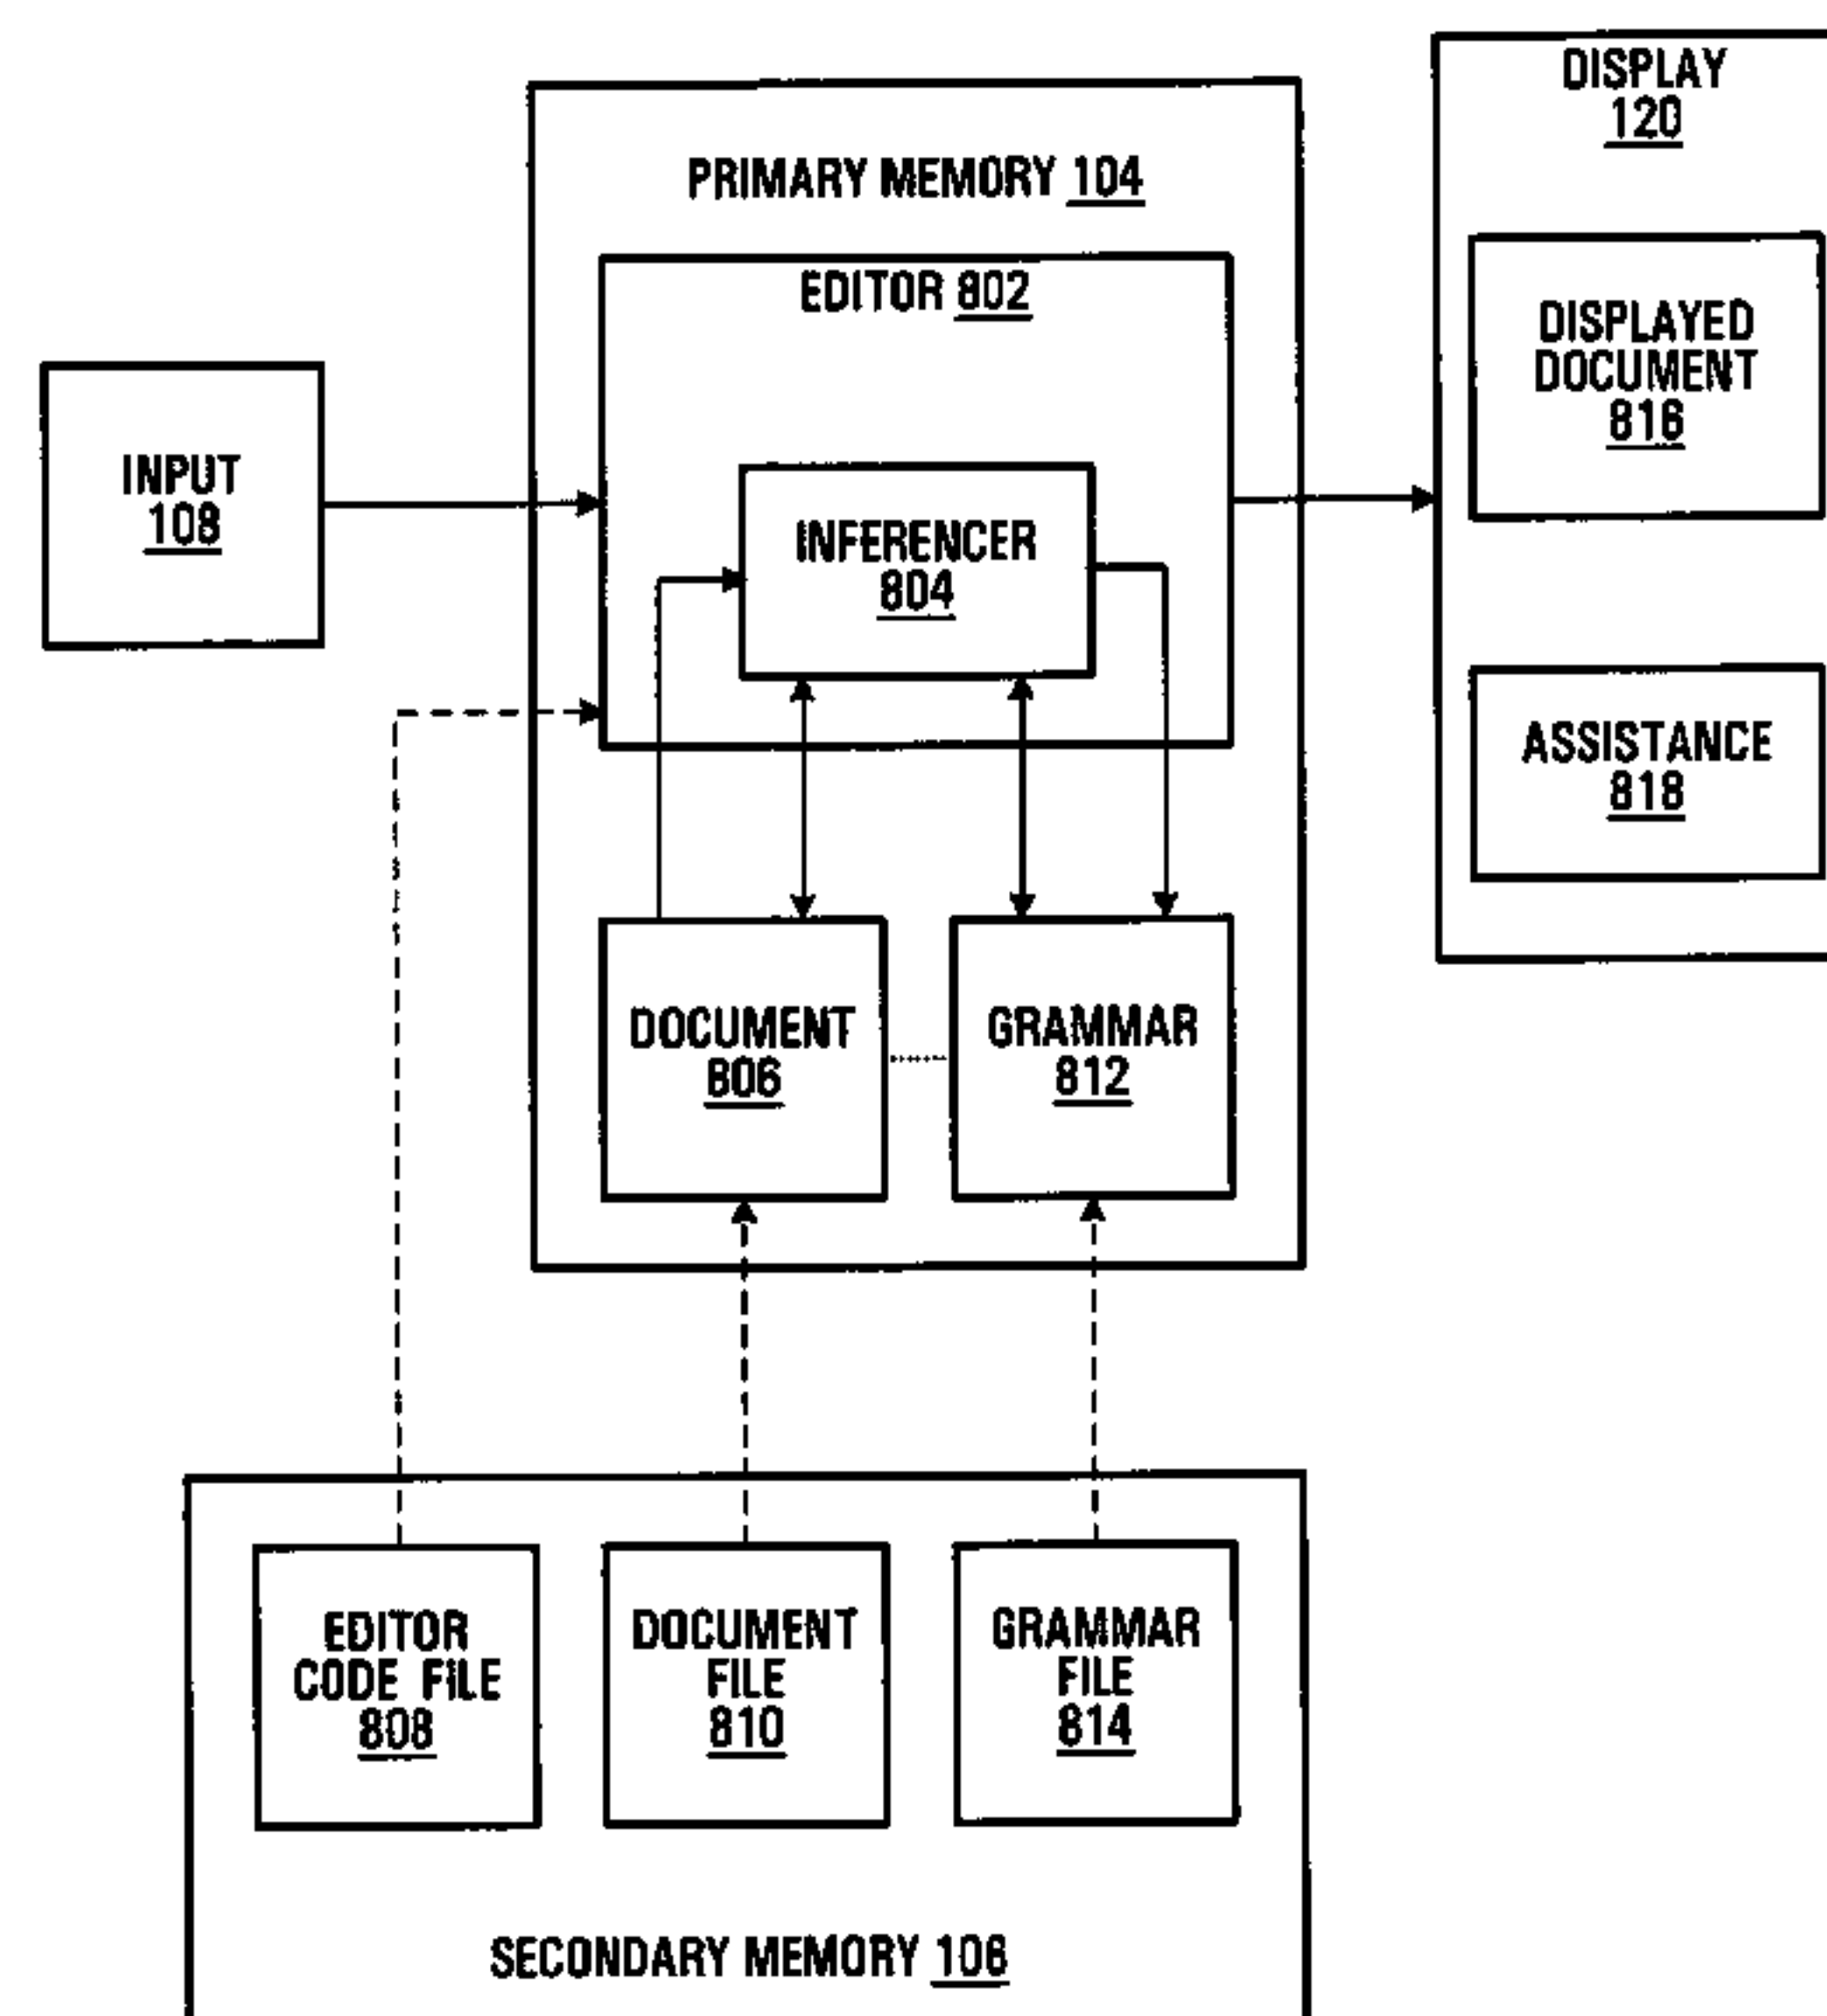 DISPLAY
120
PRIMARY MEMORY 104
EDITOR 802
DISPLAYED
DOCUMENT
816
INPUT
108
INFERENCER
804
ASSISTANCE
818
DOCUMENT
806
GRAMMAR
812
EDITOR
CODE FILE
808
DOCUMENT
FILE
810
GRAMMAR
FILE
814
SECONDARY MEMORY 106